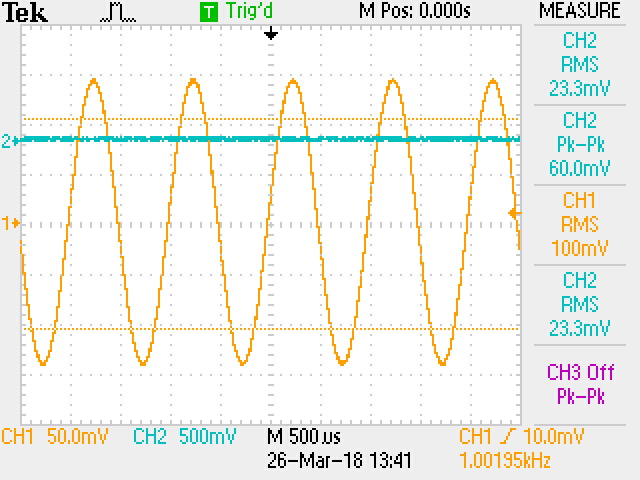 Tek T Trig'd M Pos: 0.000s MEASURE
CH2
RMS
23.3mV
CH2
Pk-Pk
60.0mV
CH1
RMS
100mV
CH2
RMS
23.3mV
CH3 Off
Pk-Pk
2
1
CH1 50.0mV CH2 500mV M 500µs CH1 10.0mV
26-Mar-18 13:41 1.00195kHz